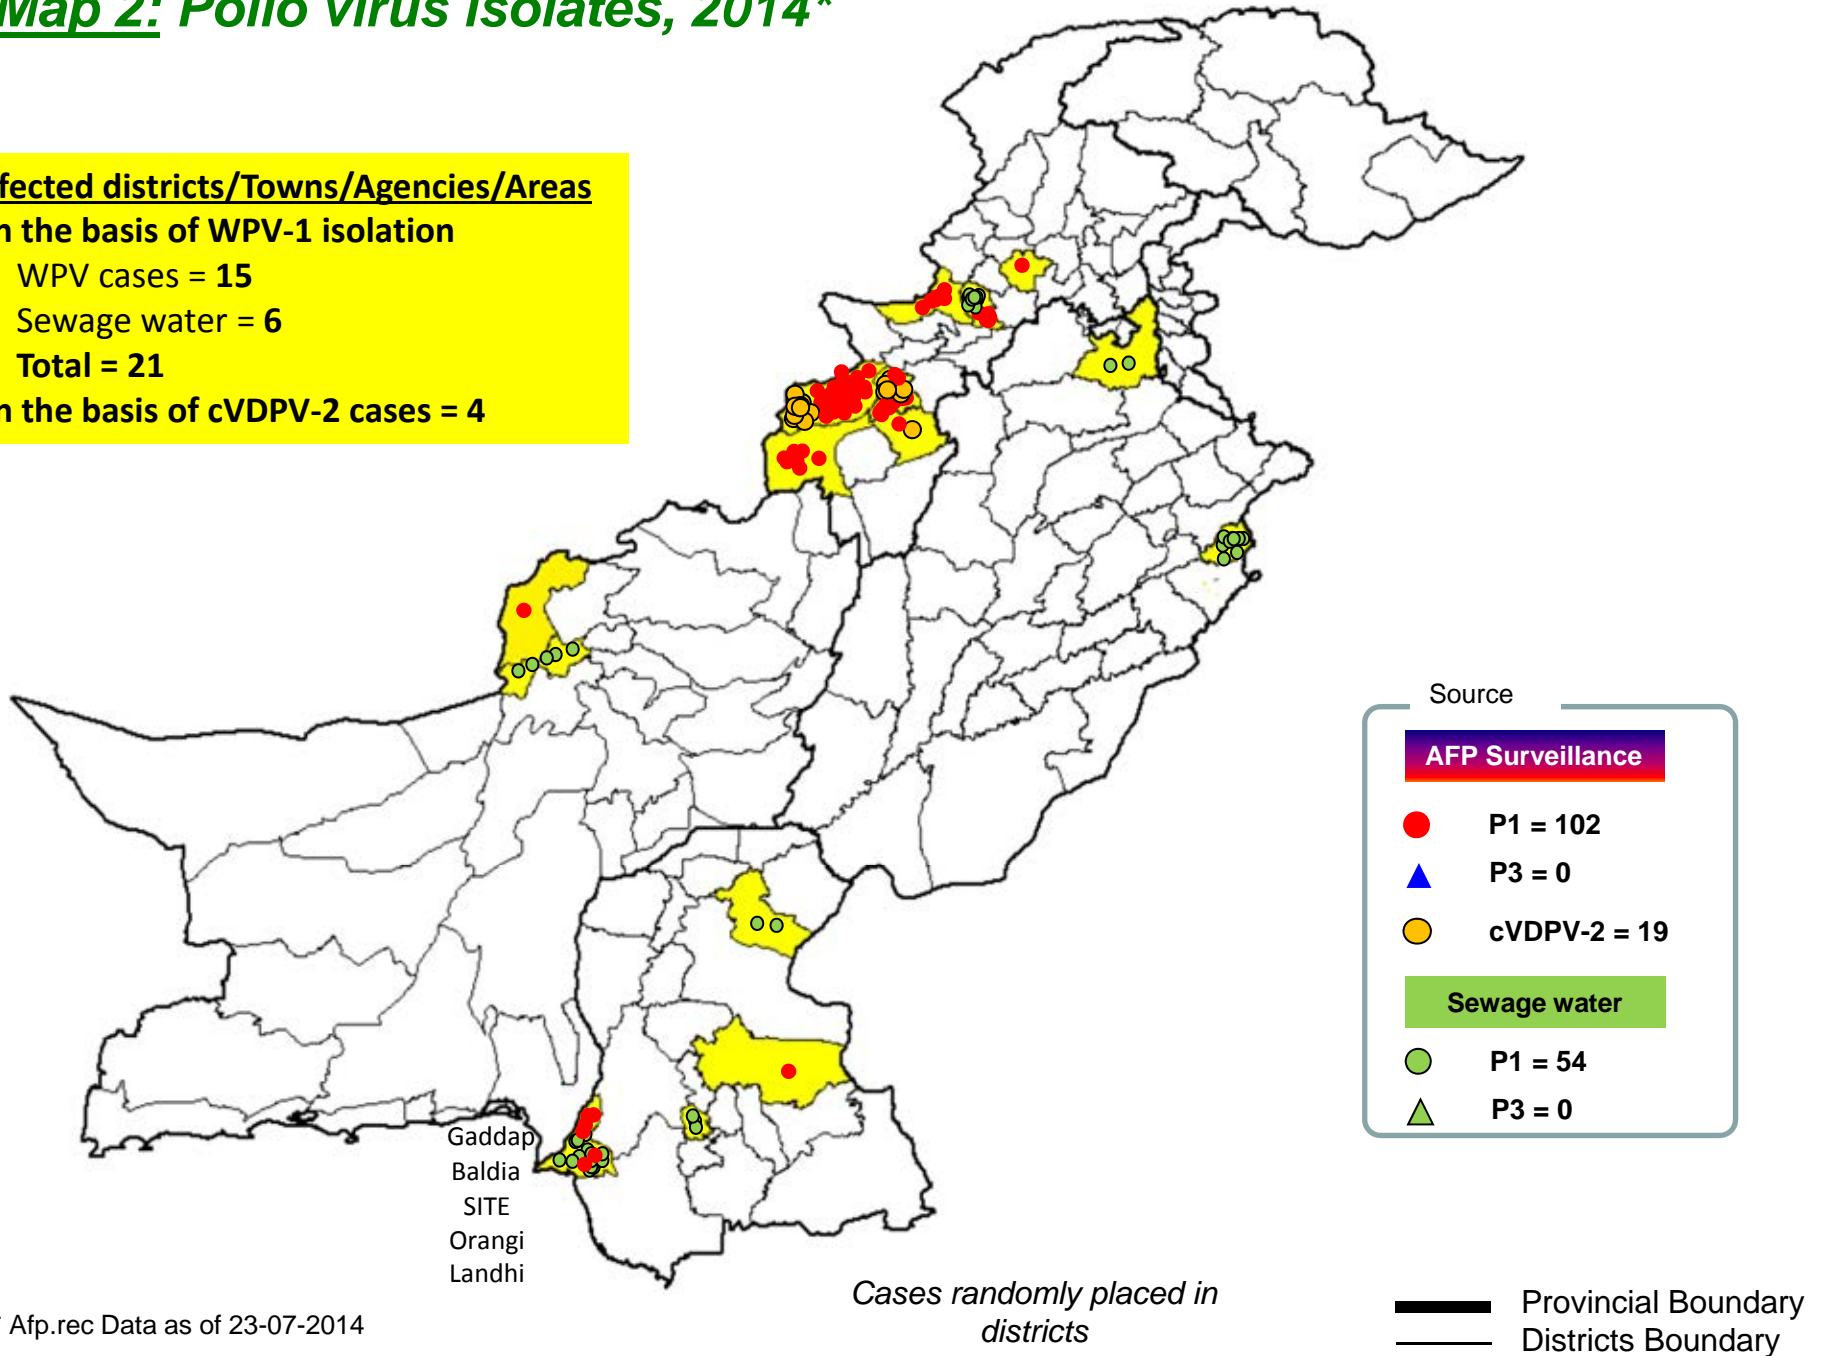 Map 2: Polio virus isolates, 2014*
fected districts/Towns/Agencies/Areas
n the basis of WPV-1 isolation
WPV cases = 15
Sewage water = 6
Total = 21
n the basis of cVDPV-2 cases = 4
Source
AFP Surveillance
P1 = 102
P3 = 0
cVDPV-2 = 19
Sewage water
P1 = 54
P3 = 0
Gaddap
Baldia
SITE
Orangi
Landhi
Cases randomly placed in
districts
* Afp.rec Data as of 23-07-2014
Provincial Boundary
Districts Boundary